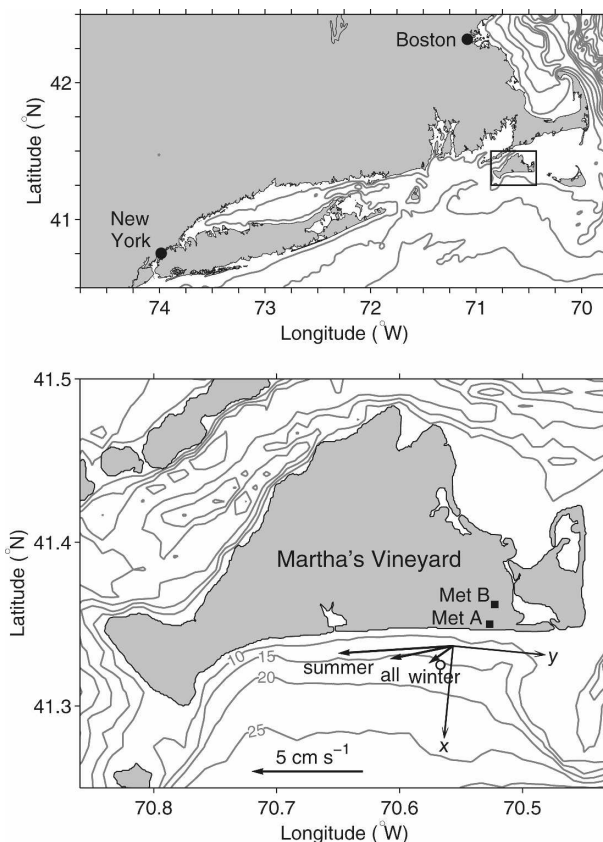 Boston
New
York
42
41
Latitude (°N)
74 73 72 71 70
Longitude (°W)
41.5
41.4
41.3
Latitude (°N)
Martha's Vineyard
Met B
Met A
summer all winter
y
x
10 15
20
25
5 cm s⁻¹
70.8 70.7 70.6 70.5
Longitude (°W)